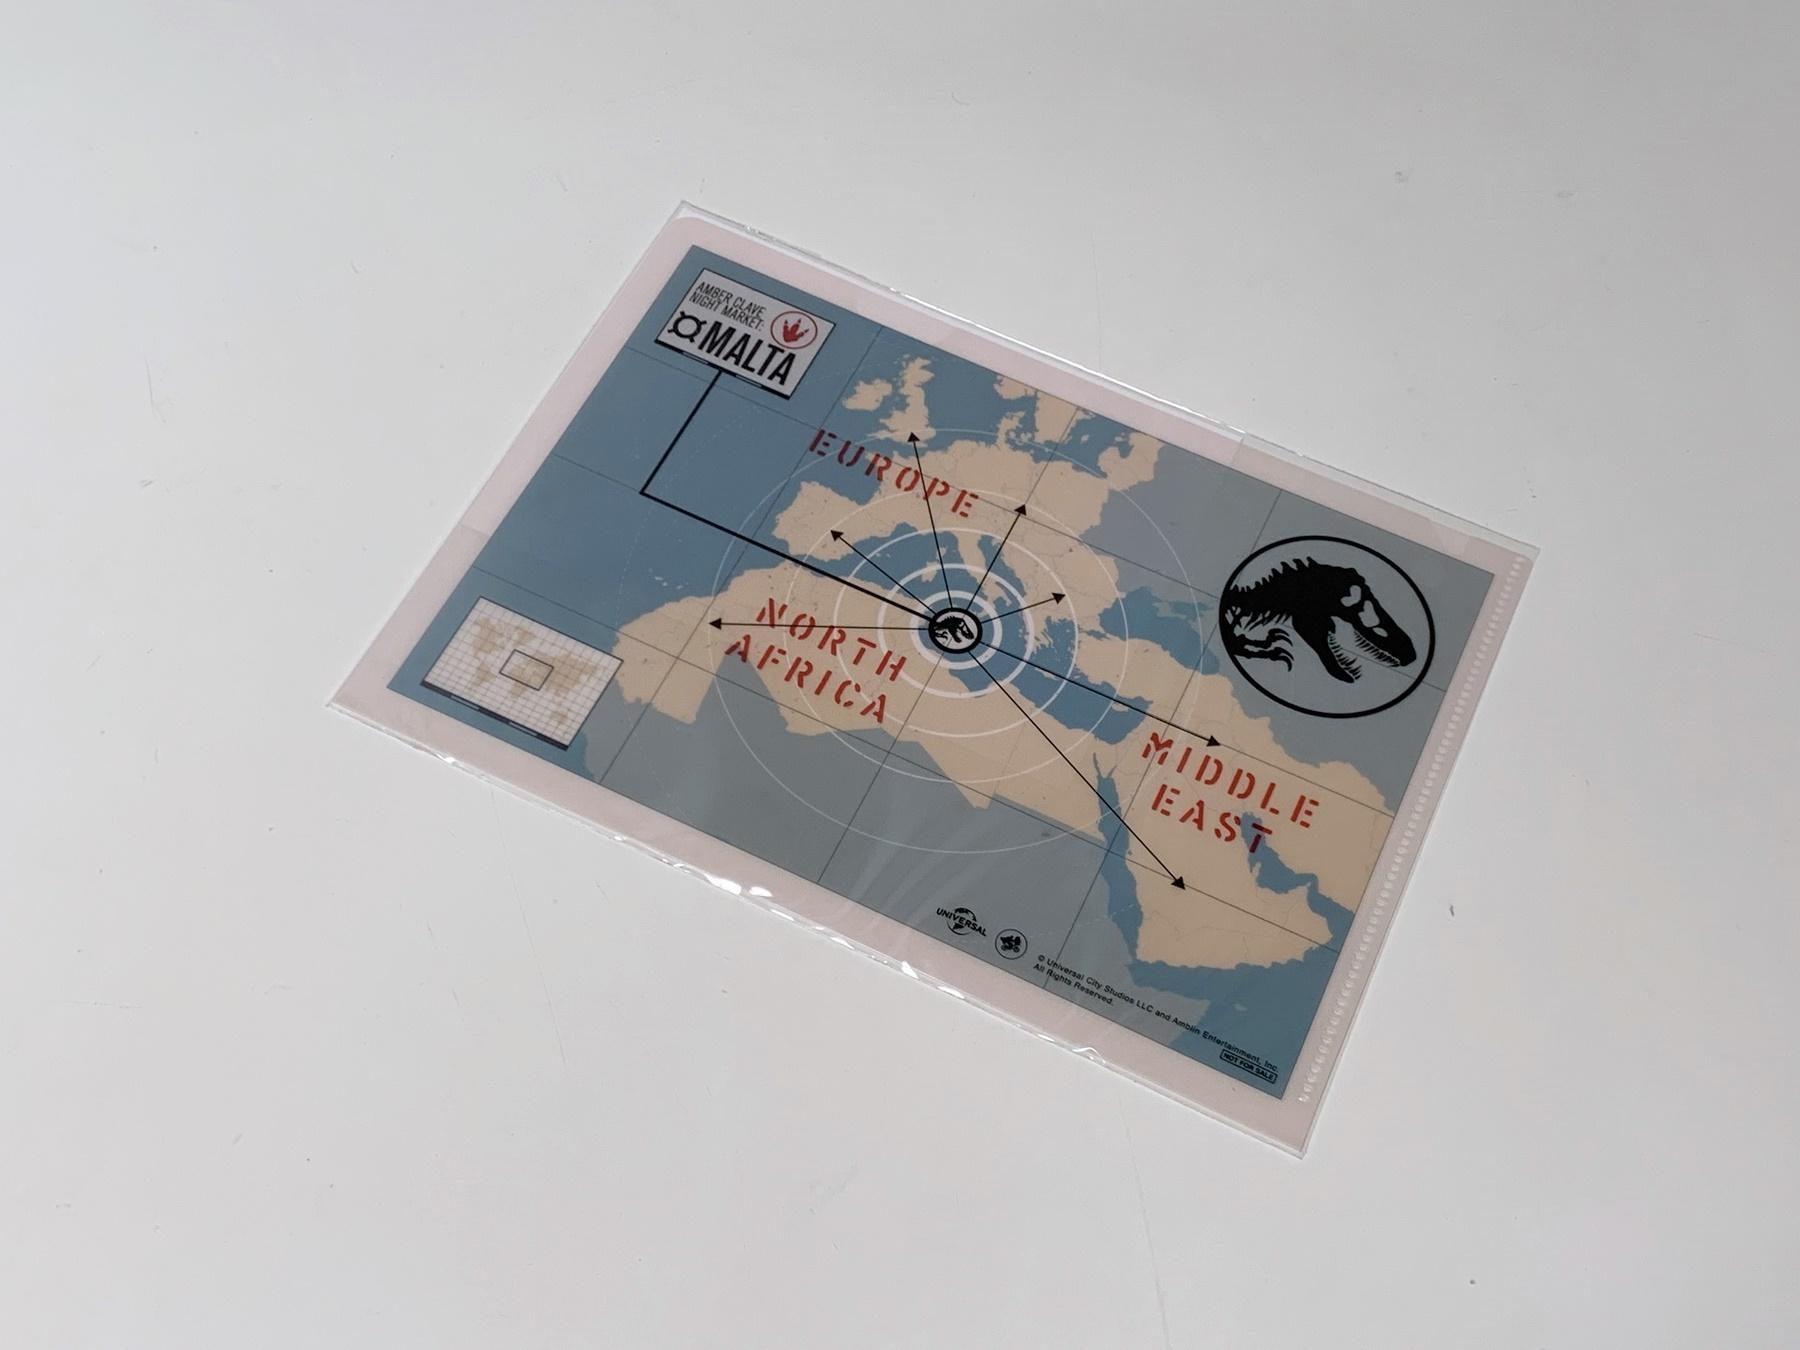 AMBER CLAVE
NIGHT MARKET:
MALTA
EUROPE
NORTH
AFRICA
MIDDLE
EAST
UNIVERSAL
© Universal City Studios LLC and Amblin Entertainment, Inc.
All Rights Reserved.
NOT FOR SALE